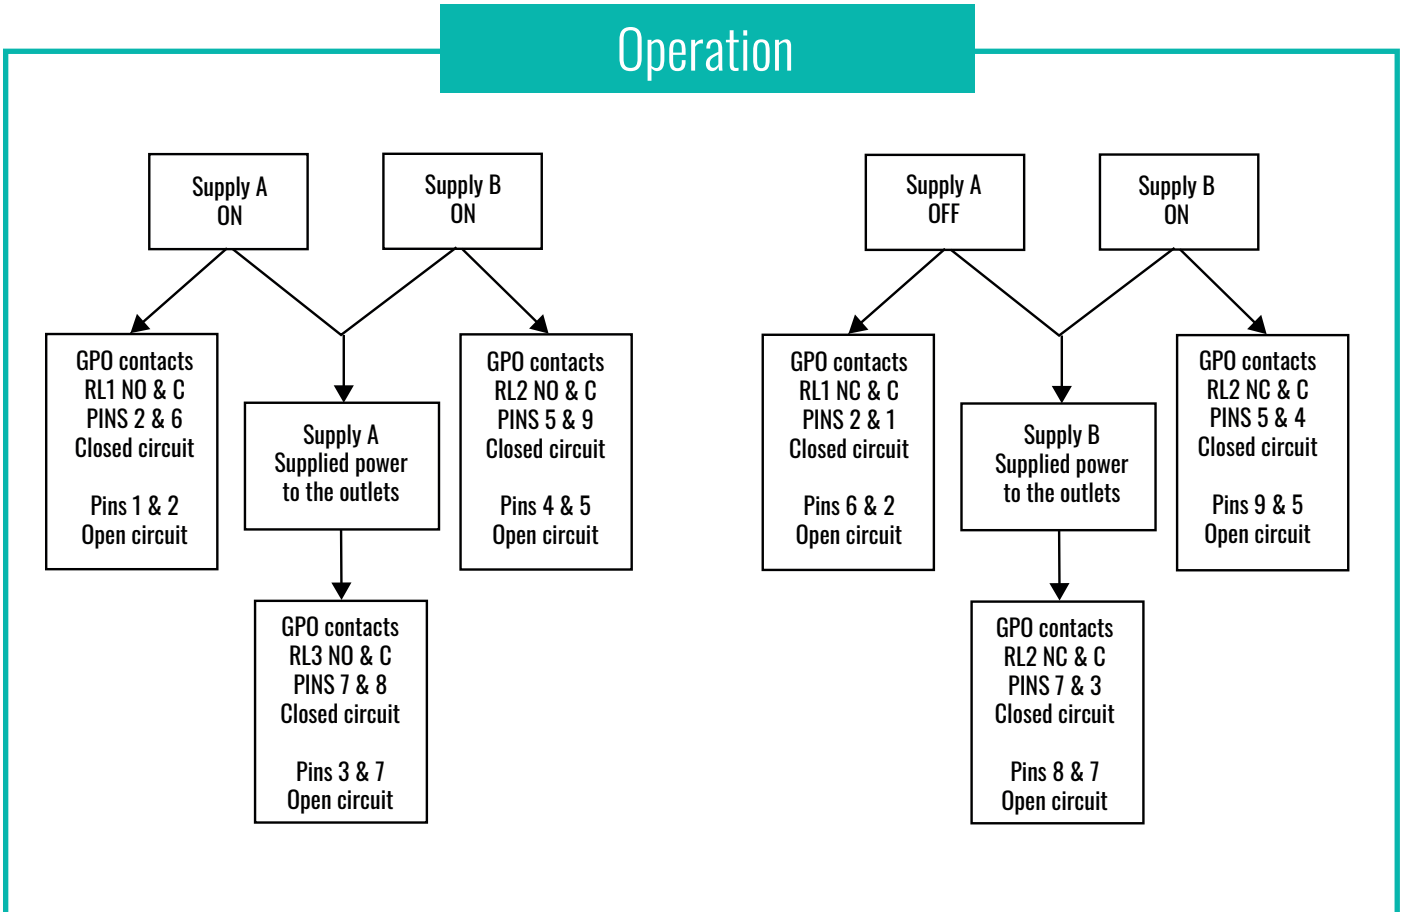 Operation
Supply A
ON
Supply B
ON
GPO contacts
RL1 NO & C
PINS 2 & 6
Closed circuit
Pins 1 & 2
Open circuit
Supply A
Supplied power
to the outlets
GPO contacts
RL2 NO & C
PINS 5 & 9
Closed circuit
Pins 4 & 5
Open circuit
GPO contacts
RL3 NO & C
PINS 7 & 8
Closed circuit
Pins 3 & 7
Open circuit
Supply A
OFF
Supply B
ON
GPO contacts
RL1 NC & C
PINS 2 & 1
Closed circuit
Pins 6 & 2
Open circuit
Supply B
Supplied power
to the outlets
GPO contacts
RL2 NC & C
PINS 5 & 4
Closed circuit
Pins 9 & 5
Open circuit
GPO contacts
RL2 NC & C
PINS 7 & 3
Closed circuit
Pins 8 & 7
Open circuit